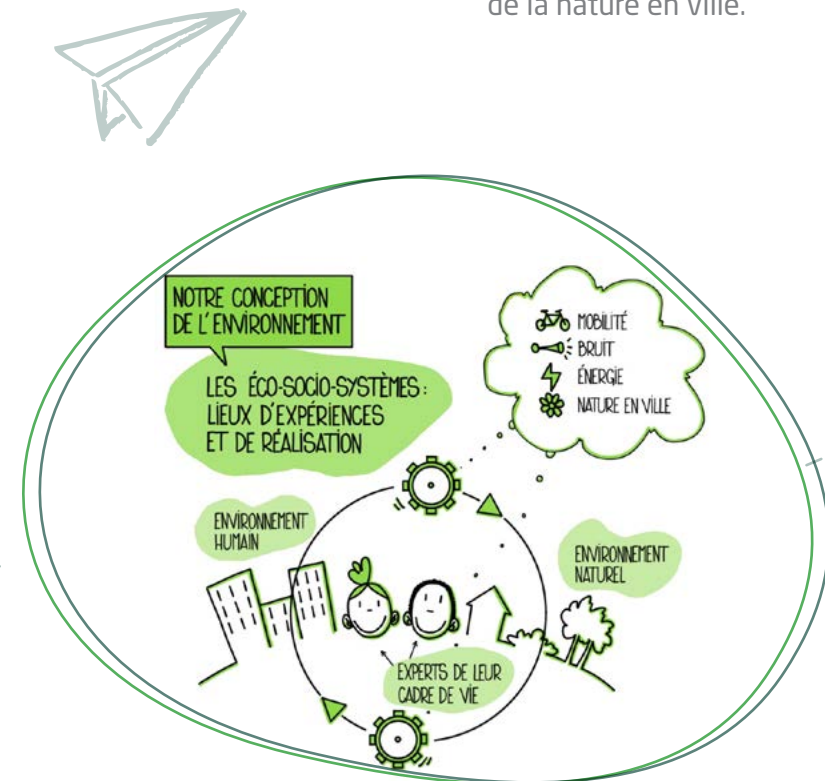 de la nature en ville.
NOTRE CONCEPTION
DE L'ENVIRONNEMENT
LES ÉCO-SOCIO-SYSTÈMES :
LIEUX D'EXPÉRIENCES
ET DE RÉALISATION
MOBILITÉ
BRUIT
ÉNERGIE
NATURE EN VILLE
ENVIRONNEMENT
HUMAIN
ENVIRONNEMENT
NATUREL
EXPERTS DE LEUR
CADRE DE VIE